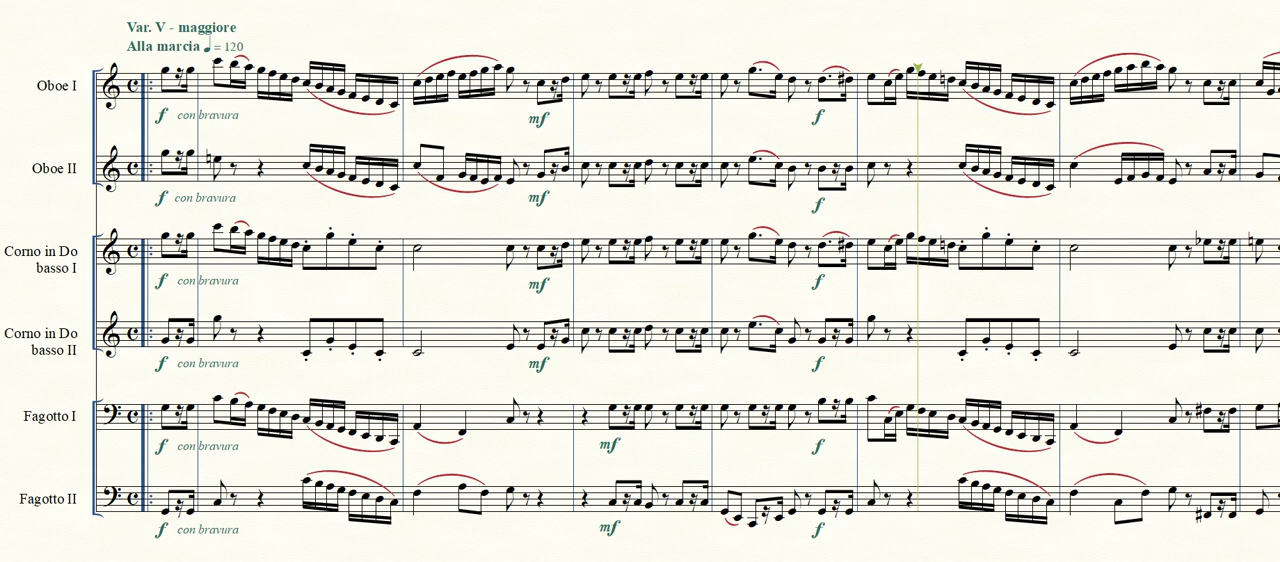 Var. V - maggiore
Alla marcia ♩ = 120
Oboe I
f con bravura
mf
f
Oboe II
f con bravura
mf
f
Corno in Do
basso I
f con bravura
mf
f
Corno in Do
basso II
f con bravura
mf
f
Fagotto I
f con bravura
mf
f
Fagotto II
f con bravura
mf
f